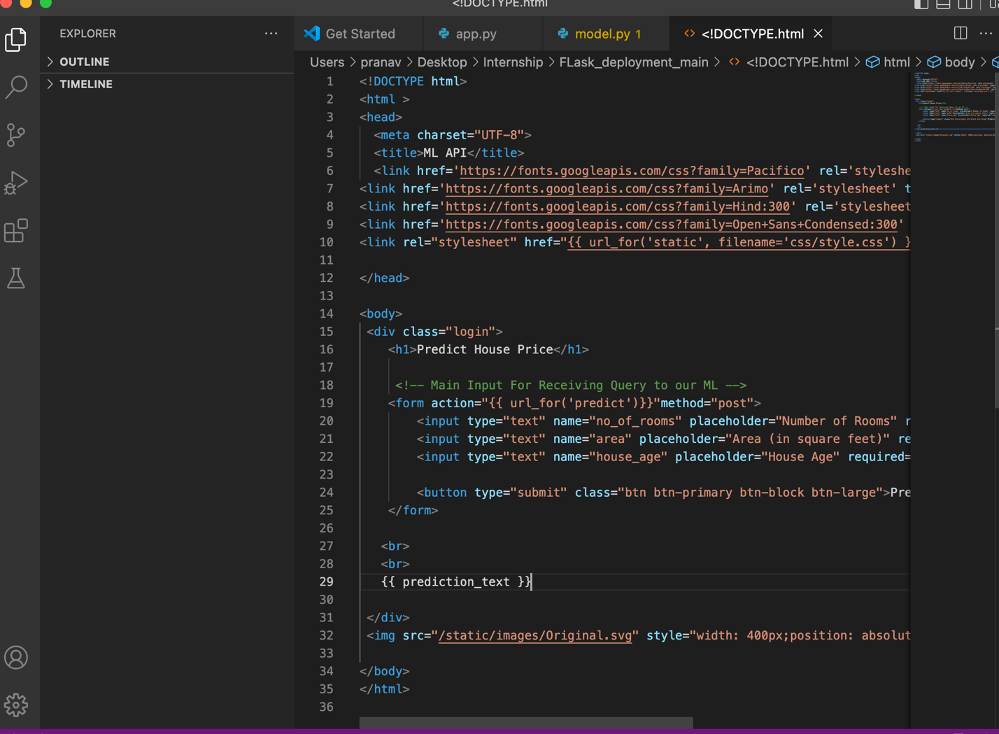 <!DOCTYPE.html
EXPLORER
OUTLINE
TIMELINE
Get Started
app.py
model.py 1
<> <!DOCTYPE.html
Users > pranav > Desktop > Internship > FLask_deployment_main > <> <!DOCTYPE.html > html > body >
1 <!DOCTYPE html>
2 <html >
3 <head>
4 <meta charset="UTF-8">
5 <title>ML API</title>
6 <link href='https://fonts.googleapis.com/css?family=Pacifico' rel='styleshe
7 <link href='https://fonts.googleapis.com/css?family=Arimo' rel='stylesheet' t
8 <link href='https://fonts.googleapis.com/css?family=Hind:300' rel='stylesheet
9 <link href='https://fonts.googleapis.com/css?family=Open+Sans+Condensed:300'
10 <link rel="stylesheet" href="{{ url_for('static', filename='css/style.css') }
11
12 </head>
13
14 <body>
15 <div class="login">
16 <h1>Predict House Price</h1>
17
18 <!-- Main Input For Receiving Query to our ML -->
19 <form action="{{ url_for('predict')}}"method="post">
20 <input type="text" name="no_of_rooms" placeholder="Number of Rooms" r
21 <input type="text" name="area" placeholder="Area (in square feet)" re
22 <input type="text" name="house_age" placeholder="House Age" required=
23
24 <button type="submit" class="btn btn-primary btn-block btn-large">Pre
25 </form>
26
27 <br>
28 <br>
29 {{ prediction_text }}
30
31 </div>
32 <img src="/static/images/Original.svg" style="width: 400px;position: absolut
33
34 </body>
35 </html>
36